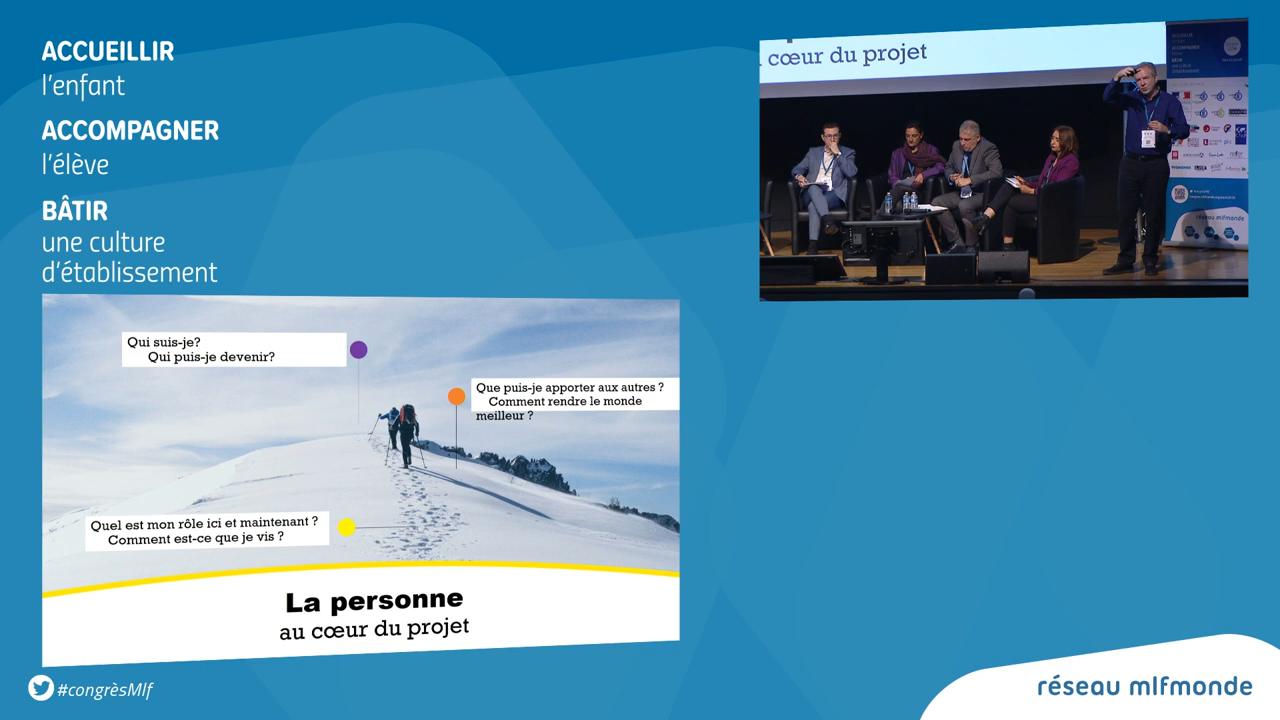 ACCUEILLIR
l'enfant
ACCOMPAGNER
l'élève
BÂTIR
une culture
d'établissement
cœur du projet
réseau mlfmonde
Qui suis-je?
Qui puis-je devenir?
Que puis-je apporter aux autres ?
Comment rendre le monde
meilleur ?
Quel est mon rôle ici et maintenant ?
Comment est-ce que je vis ?
La personne
au cœur du projet
#congrèsMlf
réseau mlfmonde